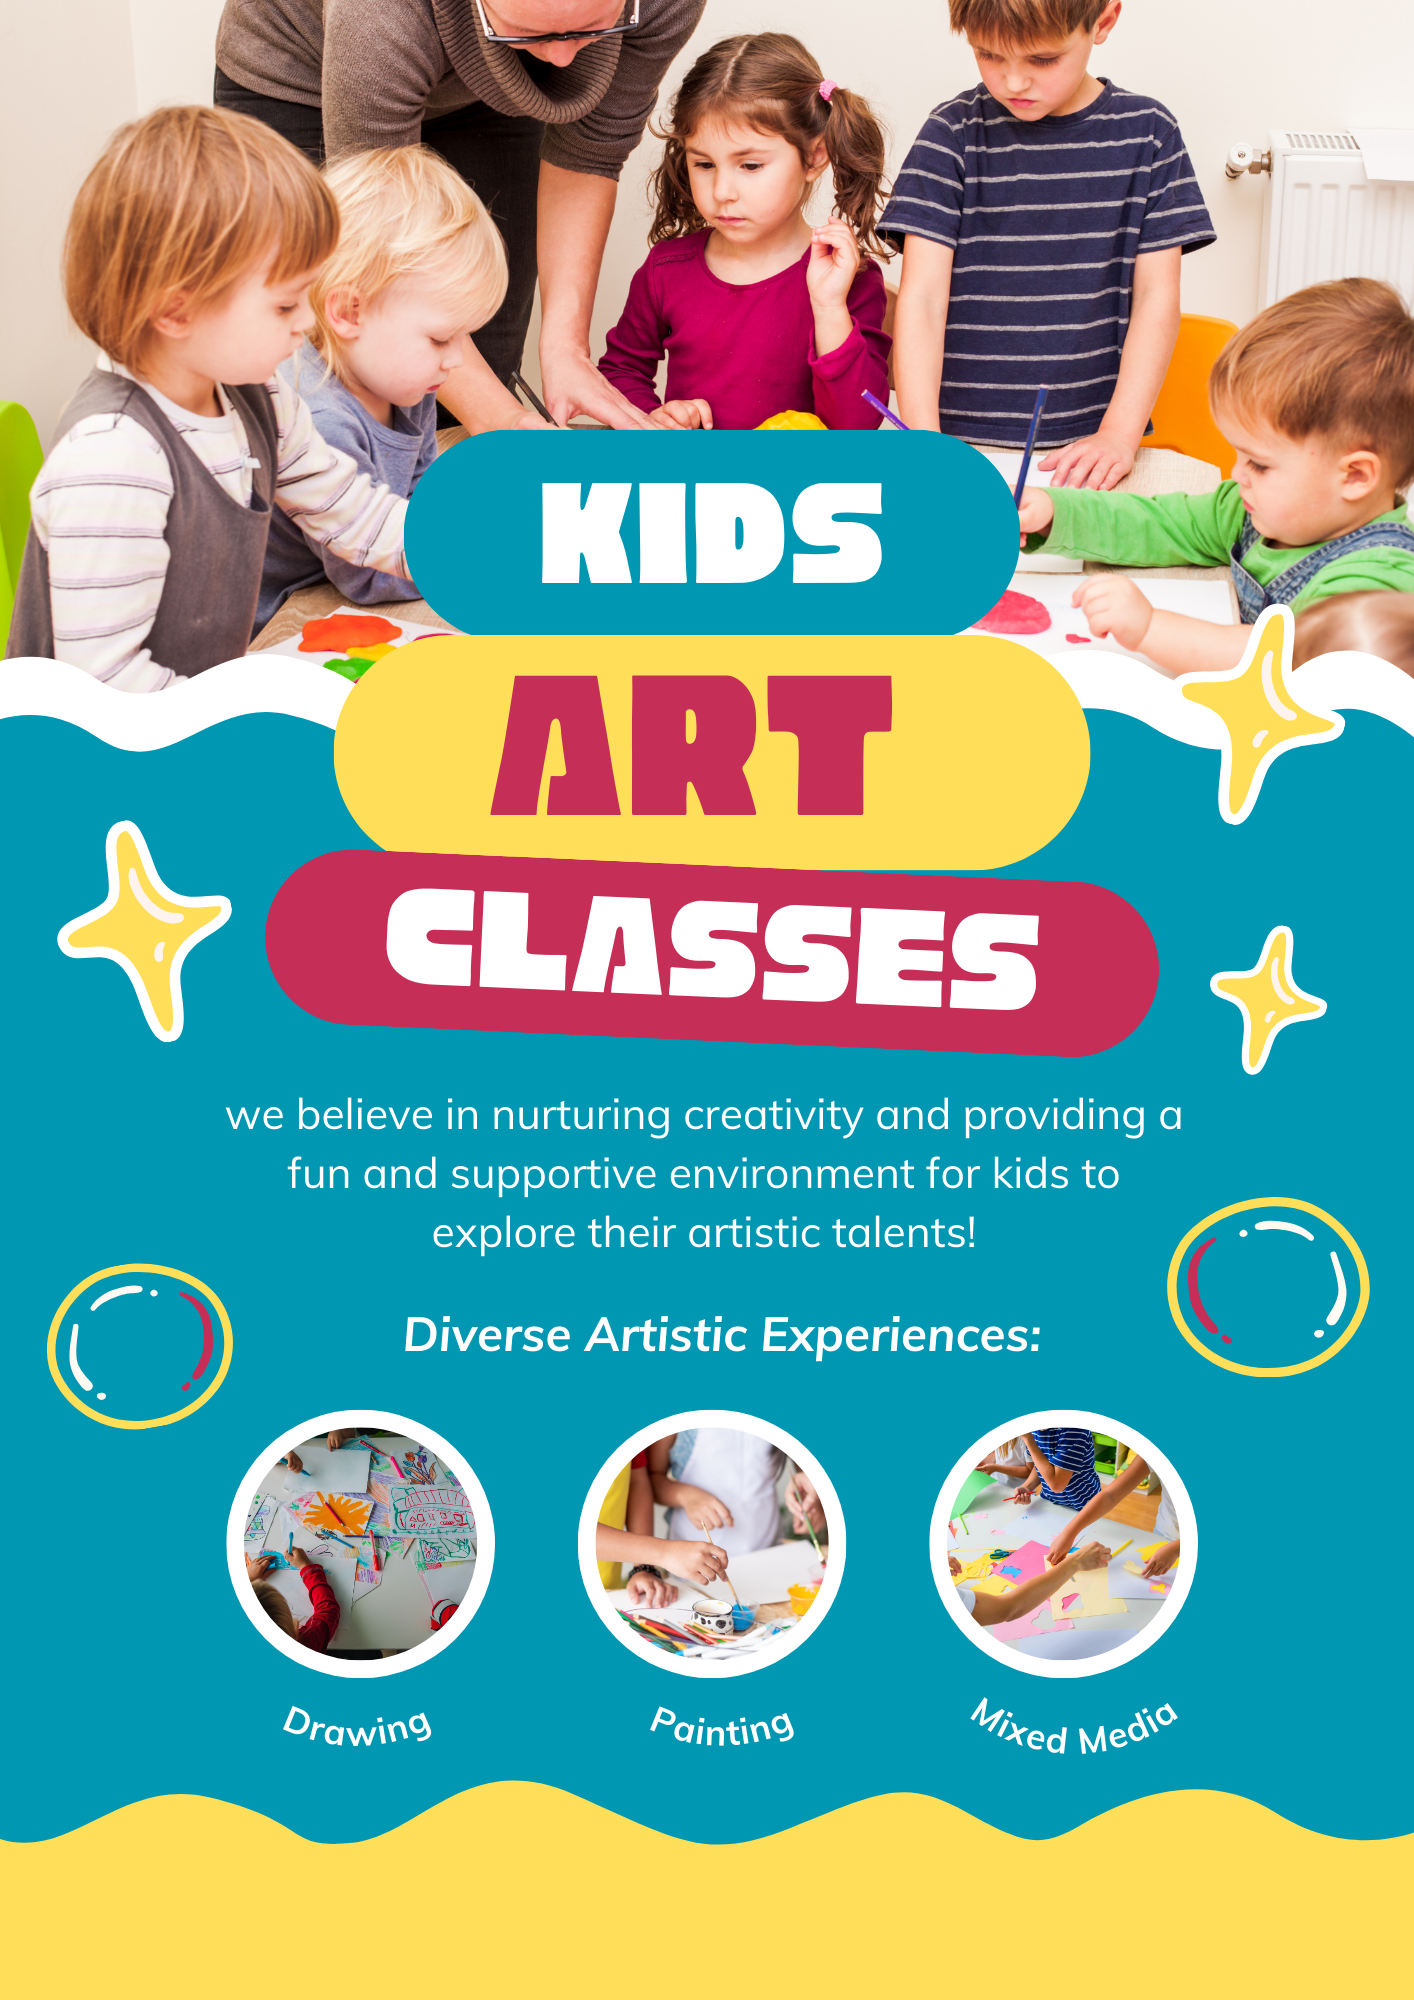 KIDS
ART
CLASSES
we believe in nurturing creativity and providing a
fun and supportive environment for kids to
explore their artistic talents!
Diverse Artistic Experiences:
Drawing
Painting
Mixed Media